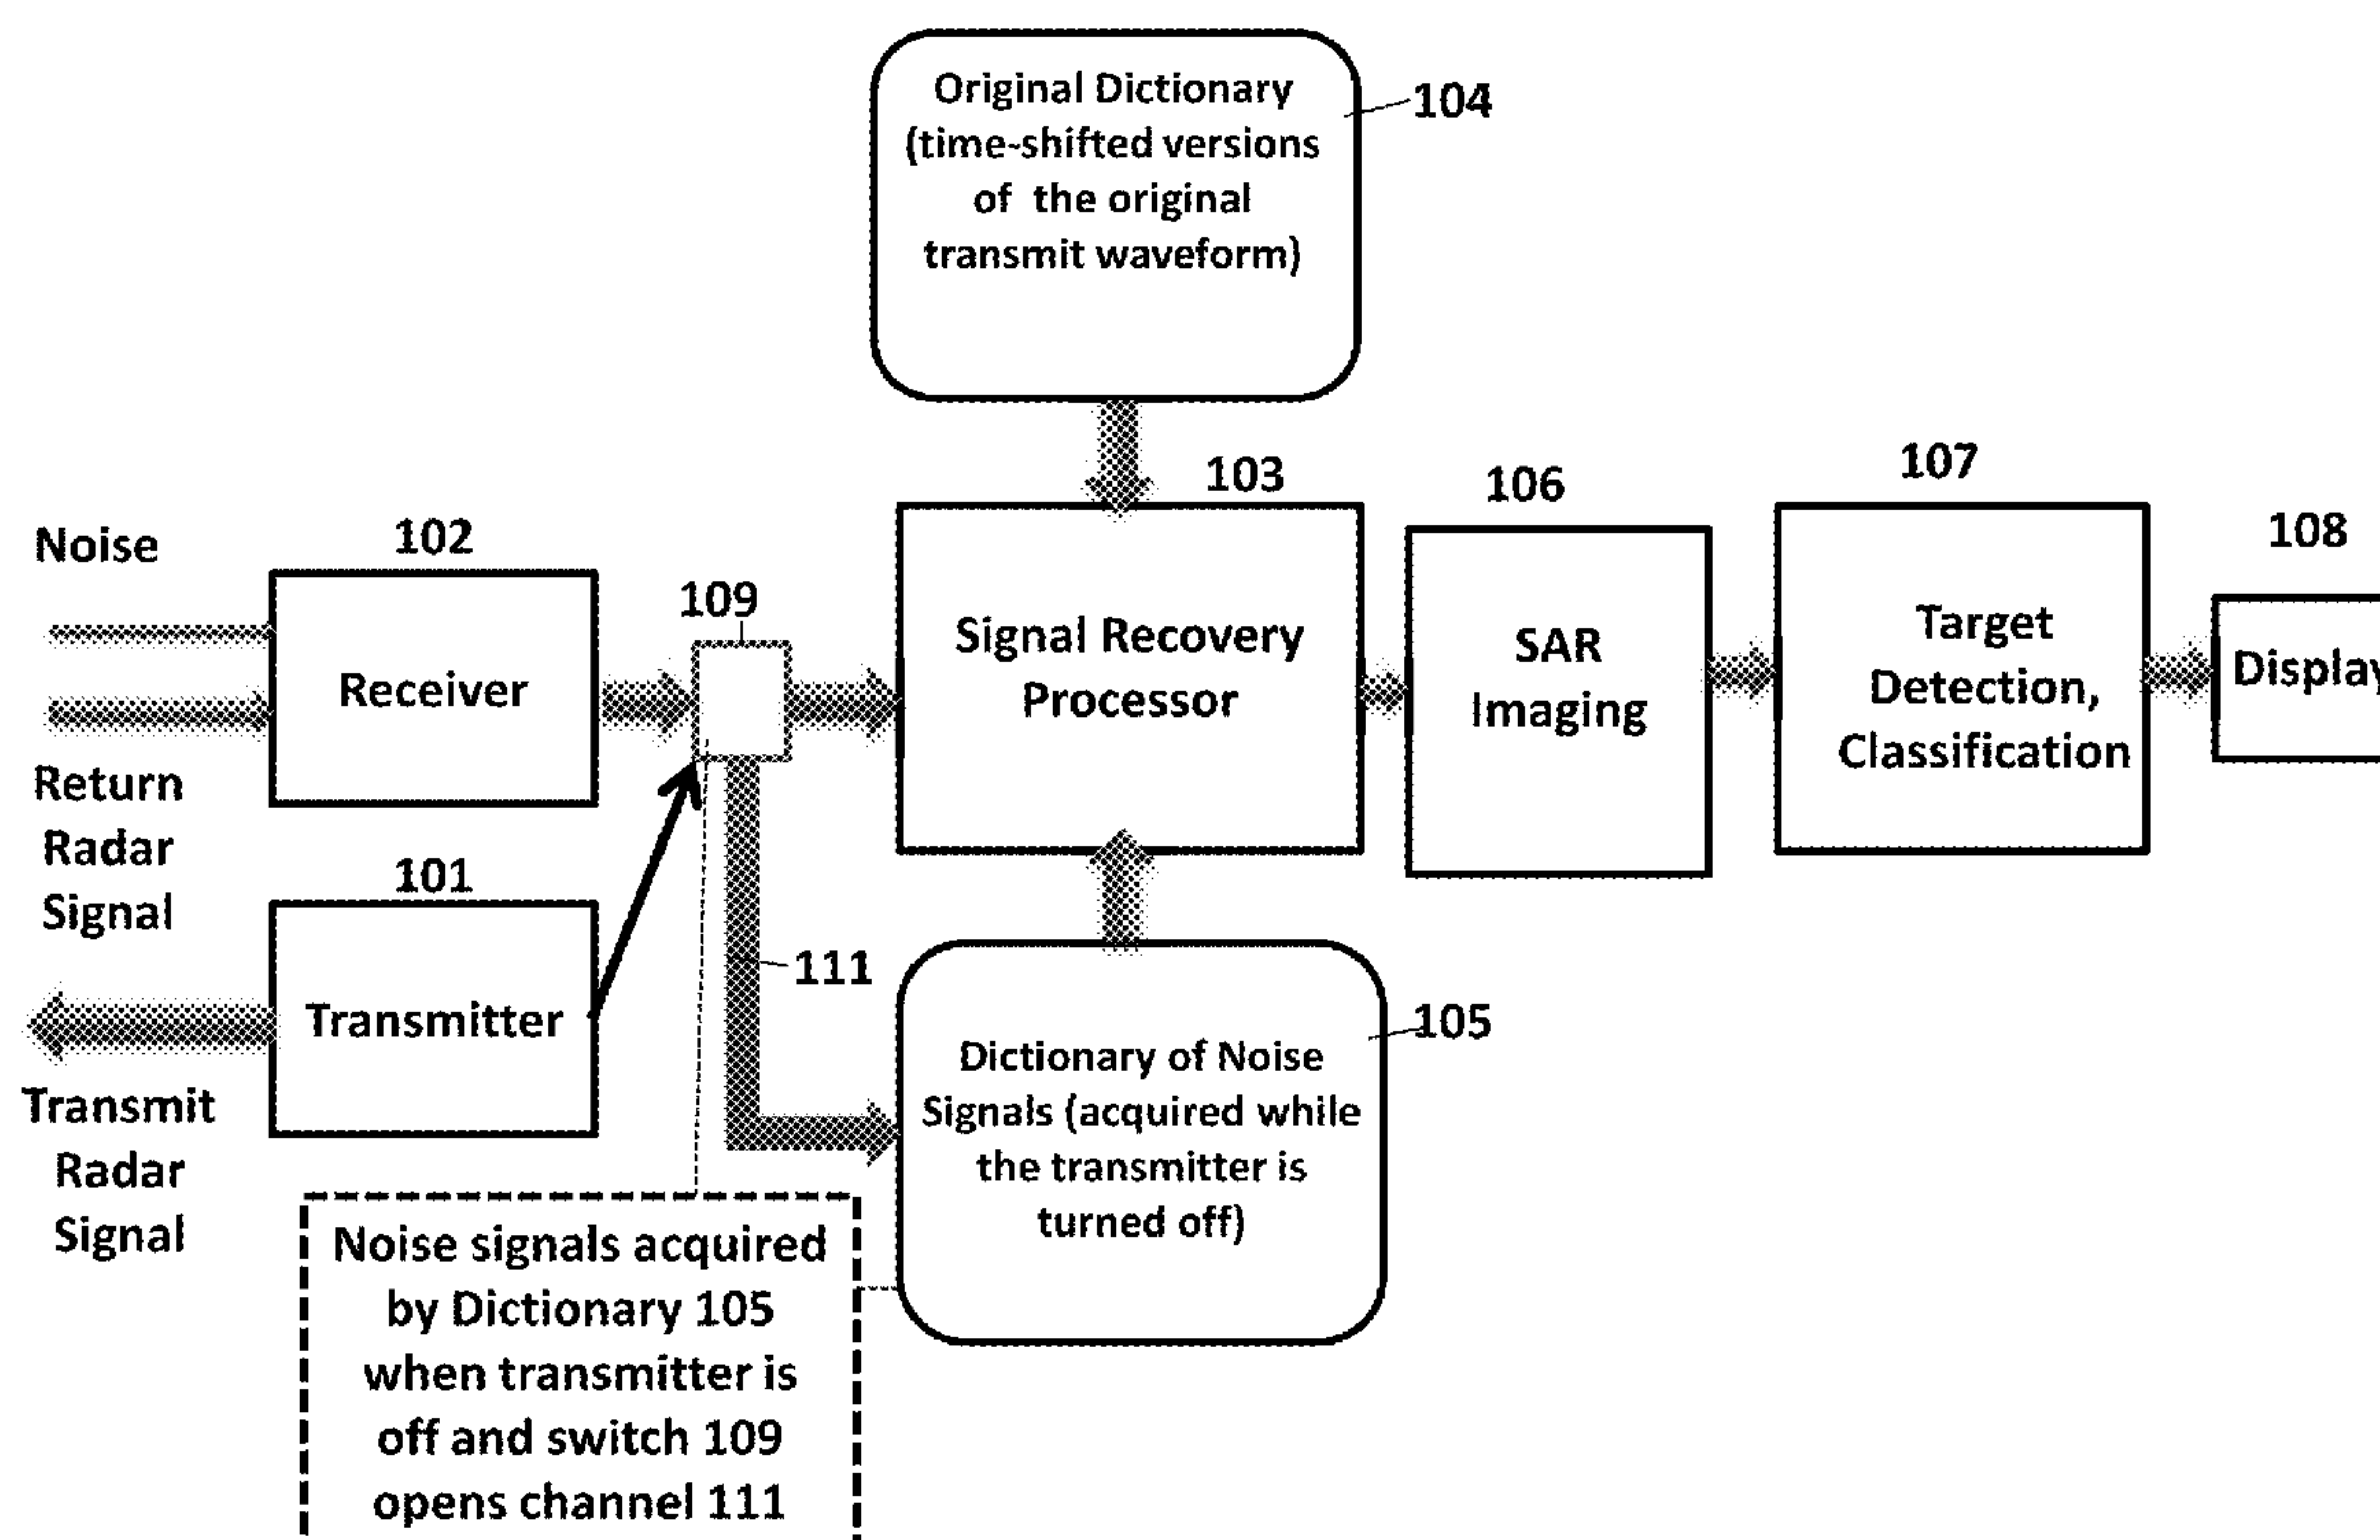 Original Dictionary
(time-shifted versions
of the original
transmit waveform)
104
103
106
107
108
Noise
102
109
Receiver
Signal Recovery
Processor
SAR
Imaging
Target
Detection,
Classification
Display
Return
Radar
Signal
101
Transmitter
111
105
Transmit
Radar
Signal
Dictionary of Noise
Signals (acquired while
the transmitter is
turned off)
Noise signals acquired
by Dictionary 105
when transmitter is
off and switch 109
opens channel 111